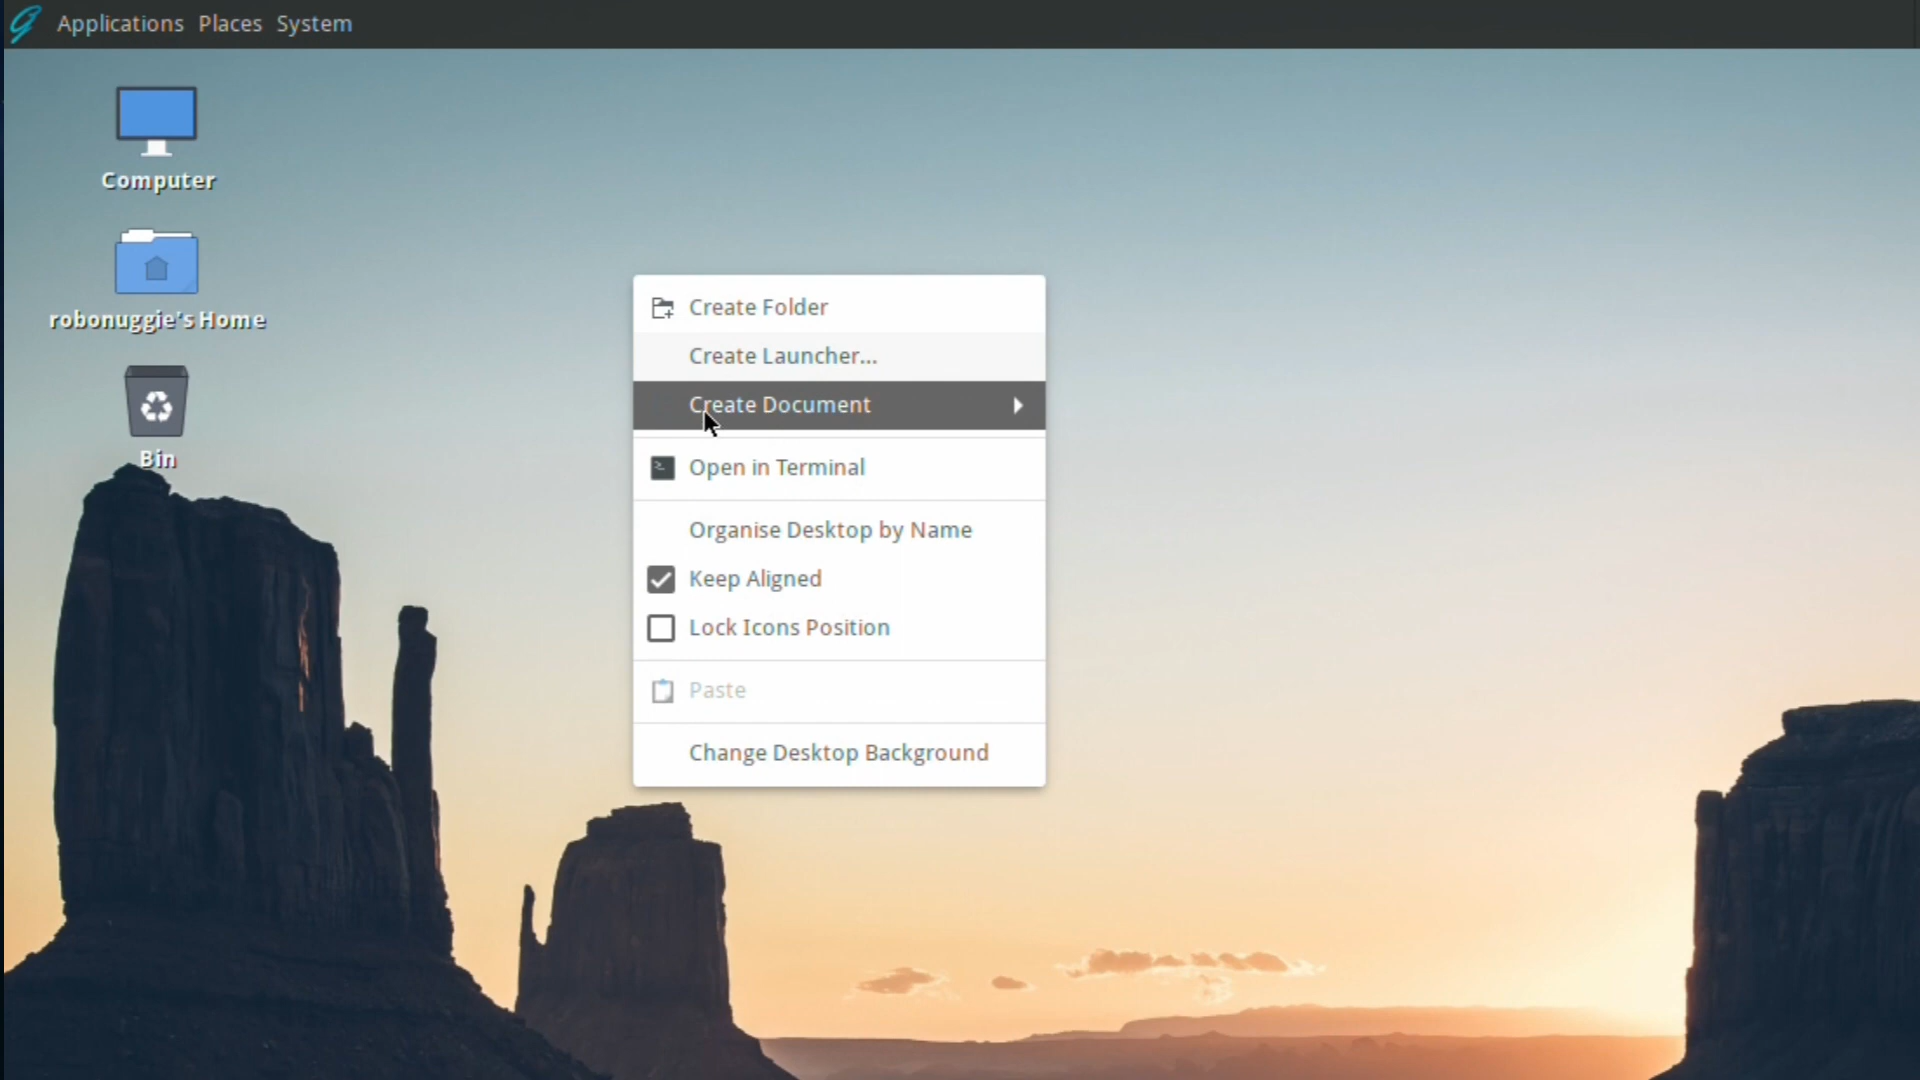 Applications Places System
Computer
robonuggie's Home
Bin
Create Folder
Create Launcher...
Create Document
Open in Terminal
Organise Desktop by Name
Keep Aligned
Lock Icons Position
Paste
Change Desktop Background